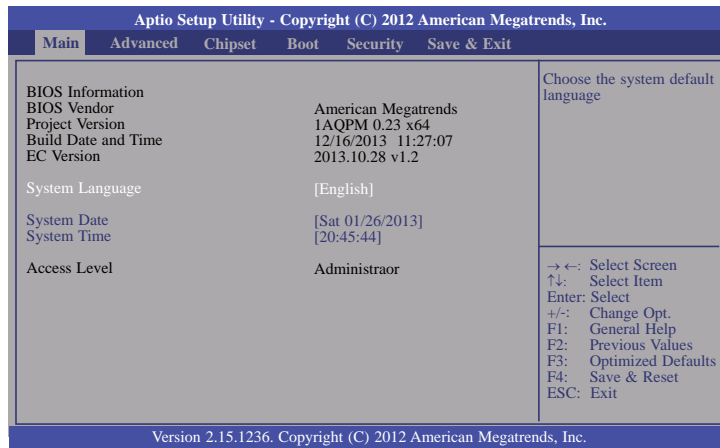 Aptio Setup Utility - Copyright (C) 2012 American Megatrends, Inc.
Main Advanced Chipset Boot Security Save & Exit
BIOS Information
BIOS Vendor American Megatrends
Project Version 1AQPM 0.23 x64
Build Date and Time 12/16/2013 11:27:07
EC Version 2013.10.28 v1.2
System Language [English]
System Date [Sat 01/26/2013]
System Time [20:45:44]
Access Level Administraor
Choose the system default
language
→←: Select Screen
↑↓: Select Item
Enter: Select
+/-: Change Opt.
F1: General Help
F2: Previous Values
F3: Optimized Defaults
F4: Save & Reset
ESC: Exit
Version 2.15.1236. Copyright (C) 2012 American Megatrends, Inc.